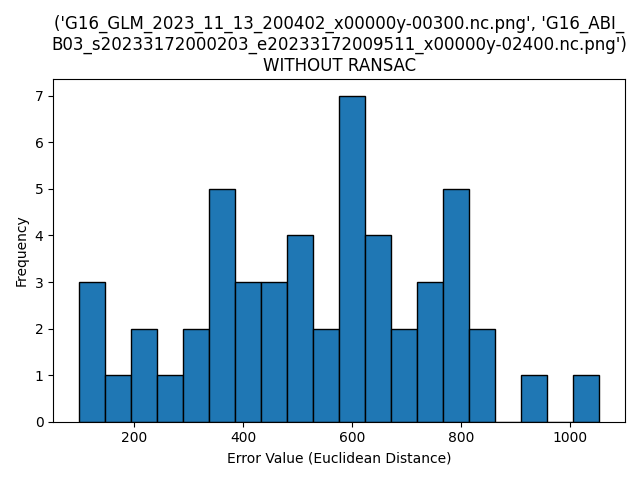 ('G16_GLM_2023_11_13_200402_x00000y-00300.nc.png', 'G16_ABI_
B03_s20233172000203_e20233172009511_x00000y-02400.nc.png')
WITHOUT RANSAC
7
6
5
4
3
2
1
0
Frequency
200
400
600
800
1000
Error Value (Euclidean Distance)